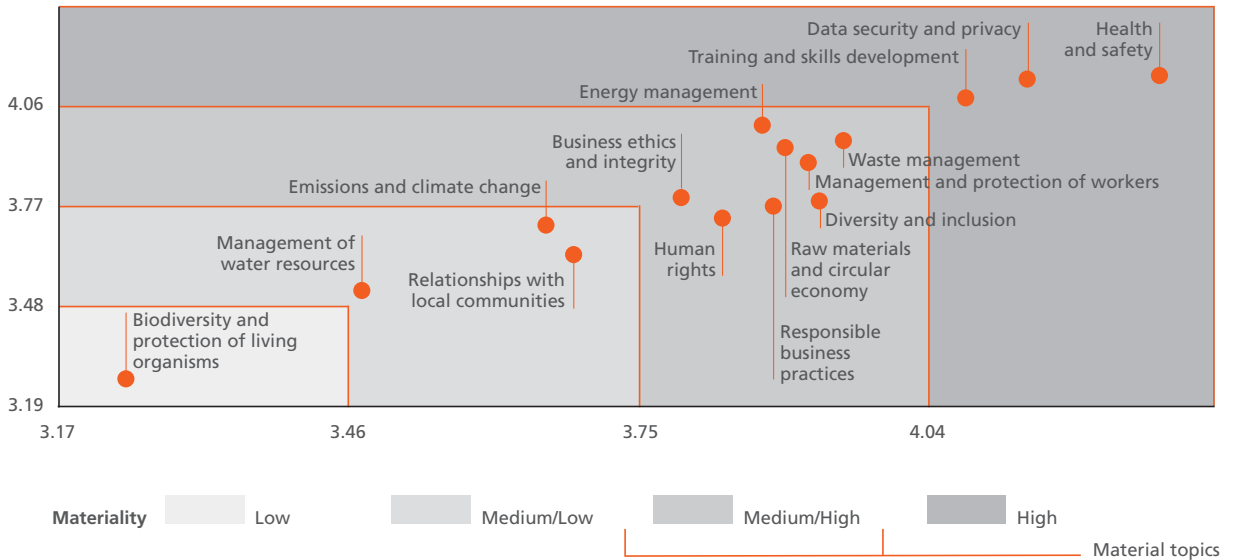 Data security and privacy
Health
and safety
Training and skills development
4.06
Energy management
Business ethics
and integrity
Waste management
Management and protection of workers
Emissions and climate change
3.77
Diversity and inclusion
Management of
water resources
Human
rights
Raw materials
and circular
economy
Relationships with
local communities
3.48
Biodiversity and
protection of living
organisms
Responsible
business
practices
3.19
3.17
3.46
3.75
4.04
Materiality
Low
Medium/Low
Medium/High
High
Material topics